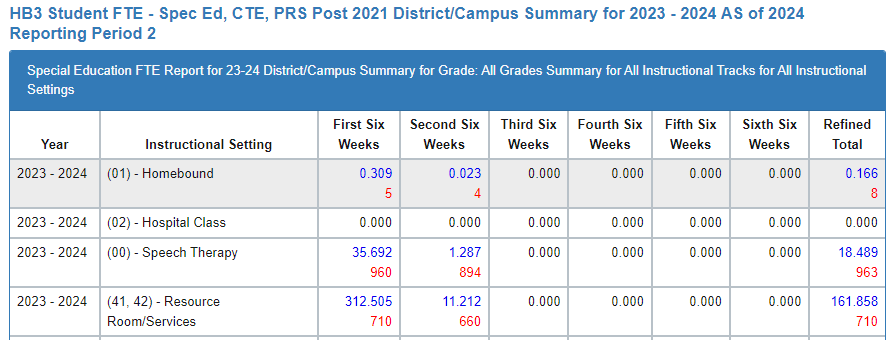 HB3 Student FTE - Spec Ed, CTE, PRS Post 2021 District/Campus Summary for 2023 - 2024 AS of 2024
Reporting Period 2
Special Education FTE Report for 23-24 District/Campus Summary for Grade: All Grades Summary for All Instructional Tracks for All Instructional
Settings
Year Instructional Setting First Six Weeks Second Six Weeks Third Six Weeks Fourth Six Weeks Fifth Six Weeks Sixth Six Weeks Refined Total
2023 - 2024 (01) - Homebound 0.309 0.023 0.000 0.000 0.000 0.000 0.166
5 4 8
2023 - 2024 (02) - Hospital Class 0.000 0.000 0.000 0.000 0.000 0.000 0.000
2023 - 2024 (00) - Speech Therapy 35.692 1.287 0.000 0.000 0.000 0.000 18.489
960 894 963
2023 - 2024 (41, 42) - Resource 312.505 11.212 0.000 0.000 0.000 0.000 161.858
Room/Services 710 660 710